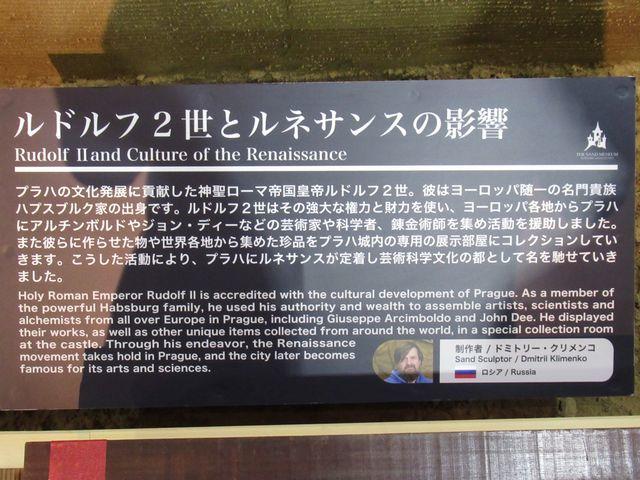 ルドルフ2世とルネサンスの影響
Rudolf II and Culture of the Renaissance
THE SAND MUSEUM
プラハの文化発展に貢献した神聖ローマ帝国皇帝ルドルフ2世。彼はヨーロッパ随一の名門貴族
ハプスブルク家の出身です。ルドルフ2世はその強大な権力と財力を使い、ヨーロッパ各地からプラハ
にアルチンボルドやジョン・ディーなどの芸術家や科学者、錬金術師を集め活動を援助しました。
また彼らに作らせた物や世界各地から集めた珍品をプラハ城内の専用の展示部屋にコレクションしてい
きます。こうした活動により、プラハにルネサンスが定着し芸術科学文化の都として名を馳せていき
ました。
Holy Roman Emperor Rudolf II is accredited with the cultural development of Prague. As a member of
the powerful Habsburg family, he used his authority and wealth to assemble artists, scientists and
alchemists from all over Europe in Prague, including Giuseppe Arcimboldo and John Dee. He displayed
their works, as well as other unique items collected from around the world, in a special collection room
at the castle. Through his endeavor, the Renaissance
movement takes hold in Prague, and the city later becomes
famous for its arts and sciences.
制作者 / ドミトリー・クリメンコ
Sand Sculptor / Dmitrii Klimenko
ロシア / Russia